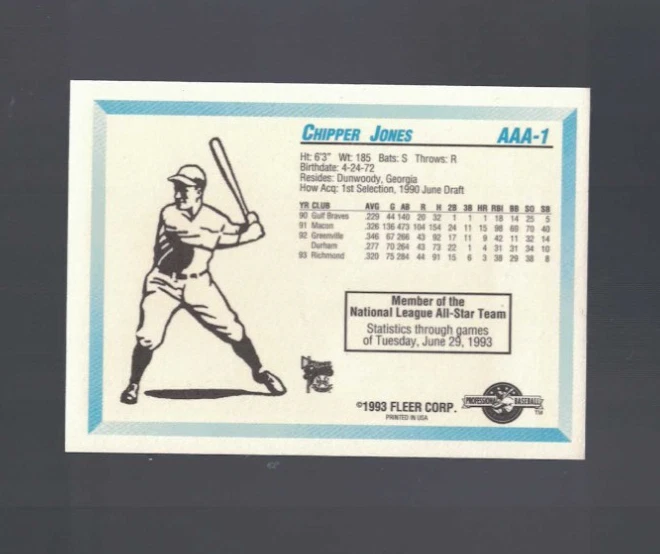 CHIPPER JONES AAA-1
Ht: 6'3" Wt: 185 Bats: S Throws: R
Birthdate: 4-24-72
Resides: Dunwoody, Georgia
How Acq: 1st Selection, 1990 June Draft
YR CLUB AVG G AB R H 2B 3B HR RBI BB SO SB
90 Gulf Braves .229 44 140 20 32 1 1 1 18 14 25 5
91 Macon .326 136 473 104 154 24 11 15 98 69 70 40
92 Greenville .346 67 266 43 92 17 11 9 42 11 32 14
Durham .277 70 264 43 73 22 1 4 31 31 34 10
93 Richmond .320 75 284 44 91 15 6 3 38 29 38 8
Member of the
National League All-Star Team
Statistics through games
of Tuesday, June 29, 1993
©1993 FLEER CORP.
PRINTED IN USA
PROFESSIONAL BASEBALL
TM